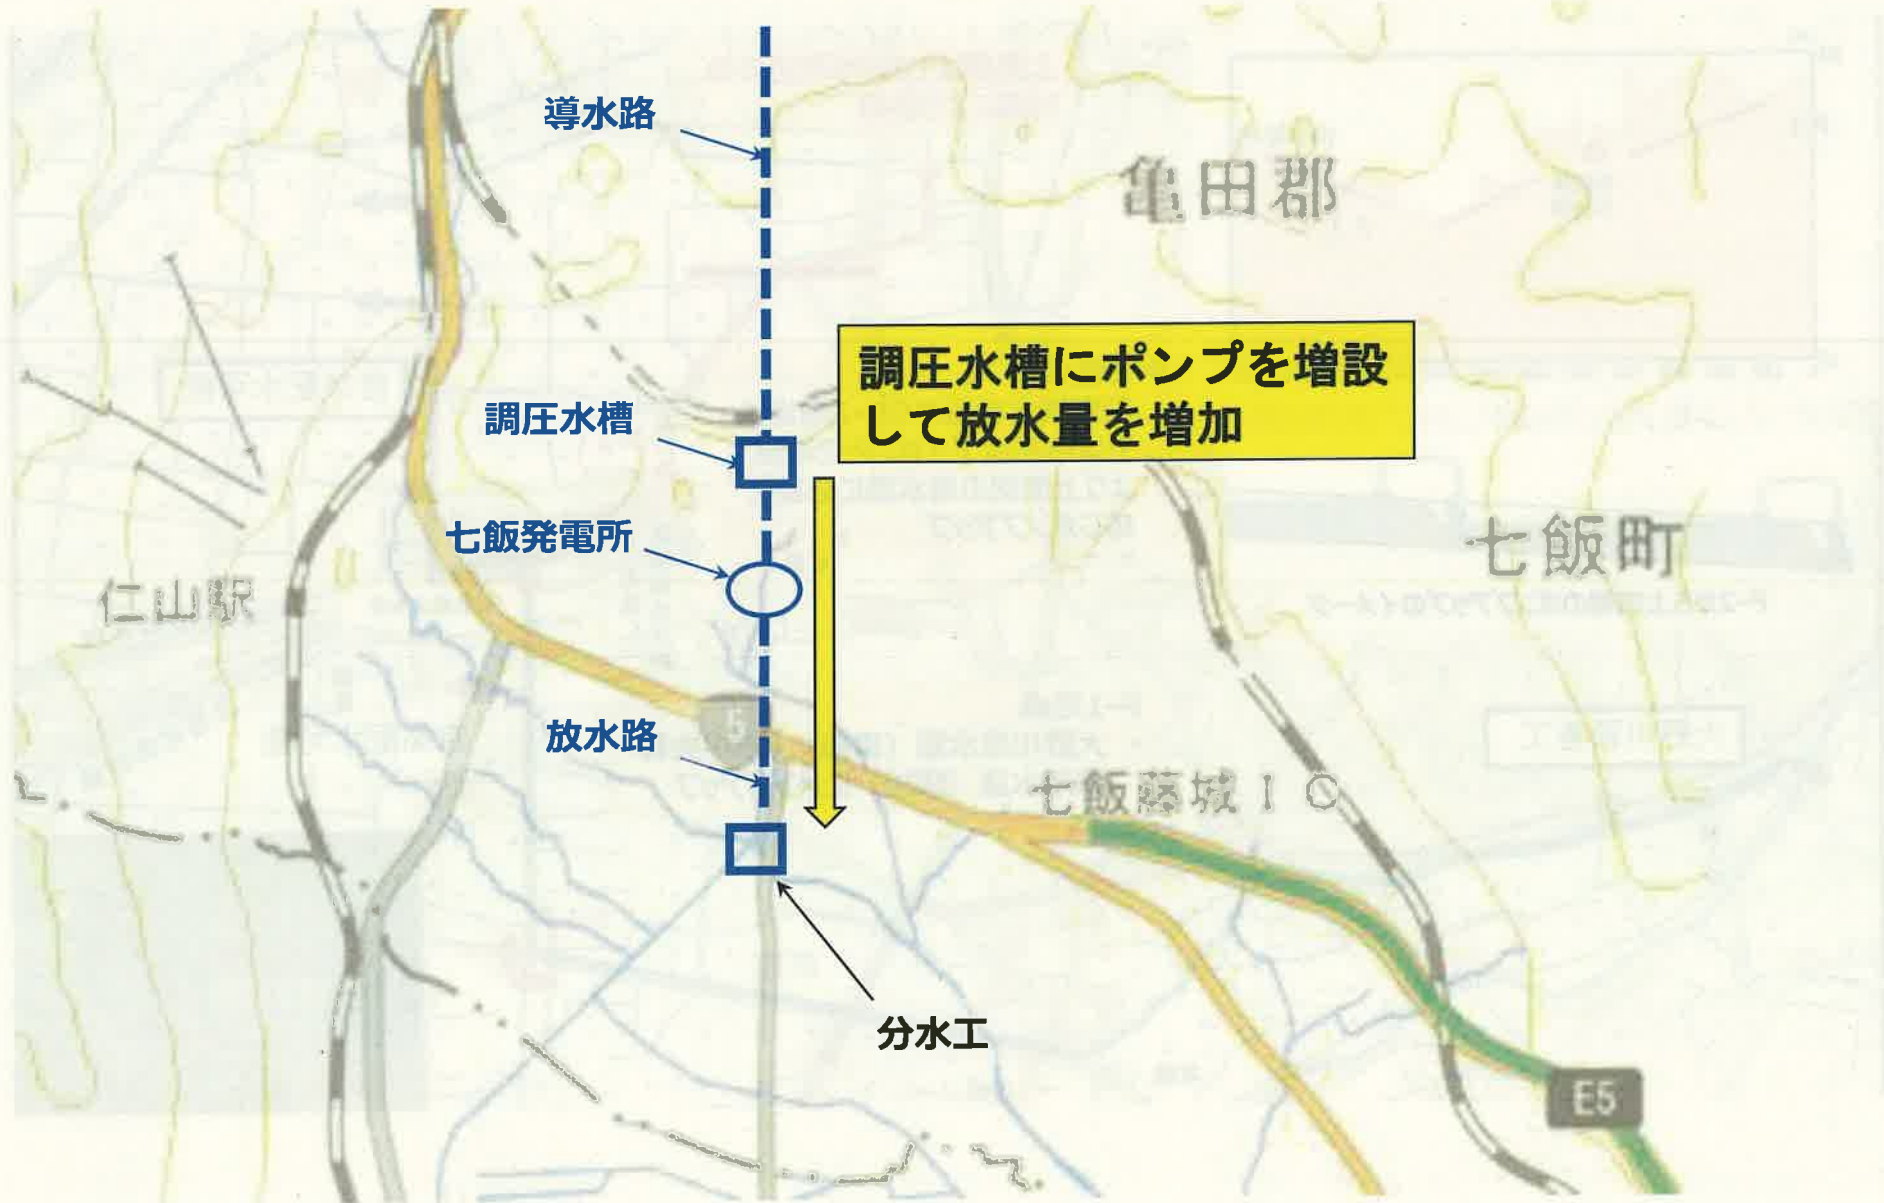 導水路
亀田郡
調圧水槽にポンプを増設
して放水量を増加
調圧水槽
七飯発電所
七飯町
仁山駅
5
放水路
七飯藤城IC
分水工
E5